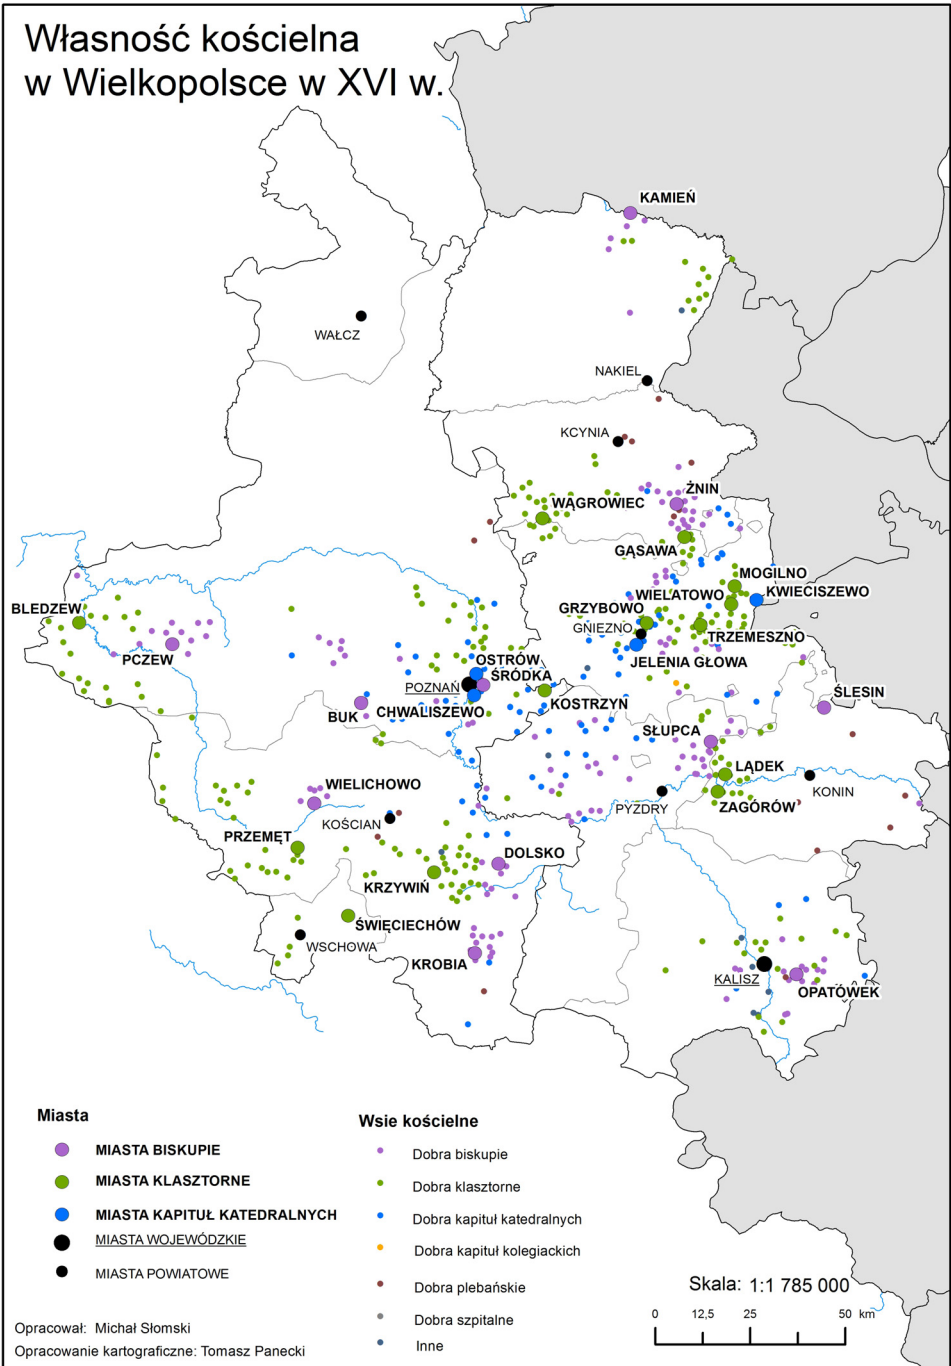 Własność kościelna
w Wielkopolsce w XVI w.
KAMIEŃ
WAŁCZ
NAKIEL
KCYNIA
ŻNIN
WĄGROWIEC
GĄSAWA
MOGILNO
BLEDZEW
WIELATOWO
KWIECISZEWO
GRZYBOWO
GNIEZNO
TRZEMESZNO
PCZEW
JELENIA GŁOWA
OSTRÓW
ŚRÓDKA
POZNAŃ
KOSTRZYŃ
ŚLESIN
BUK
CHWALISZEWO
SŁUPCA
LĄDEK
WIELICHOWO
KONIN
PYZDRY
ZAGÓRÓW
KOŚCIAN
PRZEMĘT
DOLSKO
KRZYWIŃ
ŚWIĘCIECHÓW
WSCHOWA
KROBIA
KALISZ
OPATÓWEK
Miasta
MIASTA BISKUPIE
MIASTA KLASZTORNE
MIASTA KAPITUŁ KATEDRALNYCH
MIASTA WOJEWÓDZKIE
MIASTA POWIATOWE
Wsie kościelne
Dobra biskupie
Dobra klasztorne
Dobra kapituł katedralnych
Dobra kapituł kolegiackich
Dobra plebańskie
Dobra szpitalne
Inne
Skala: 1:1 785 000
0 12,5 25 50 km
Opracował: Michał Słomski
Opracowanie kartograficzne: Tomasz Panecki